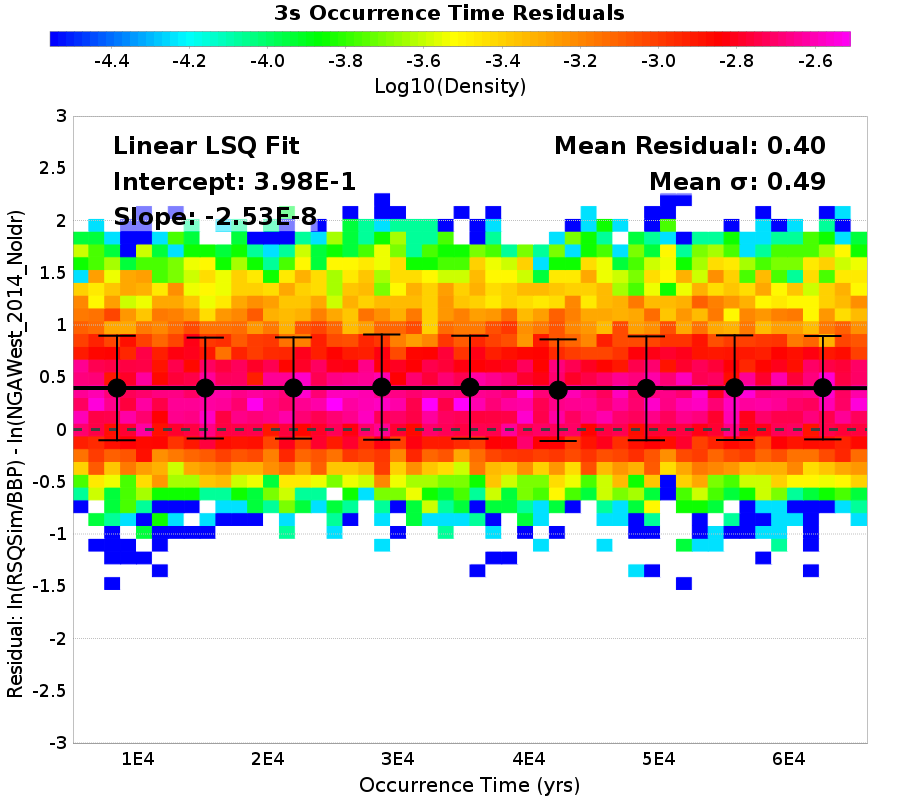 3s Occurrence Time Residuals
-4.4 -4.2 -4.0 -3.8 -3.6 -3.4 -3.2 -3.0 -2.8 -2.6
Log10(Density)
Linear LSQ Fit
Intercept: 3.98E-1
Slope: -2.53E-8
Mean Residual: 0.40
Mean σ: 0.49
3
2.5
2
1.5
1
0.5
0
-0.5
-1
-1.5
-2
-2.5
-3
Residual: ln(RSQSim/BBP) - ln(NGAWest_2014_NoIdr)
1E4 2E4 3E4 4E4 5E4 6E4
Occurrence Time (yrs)